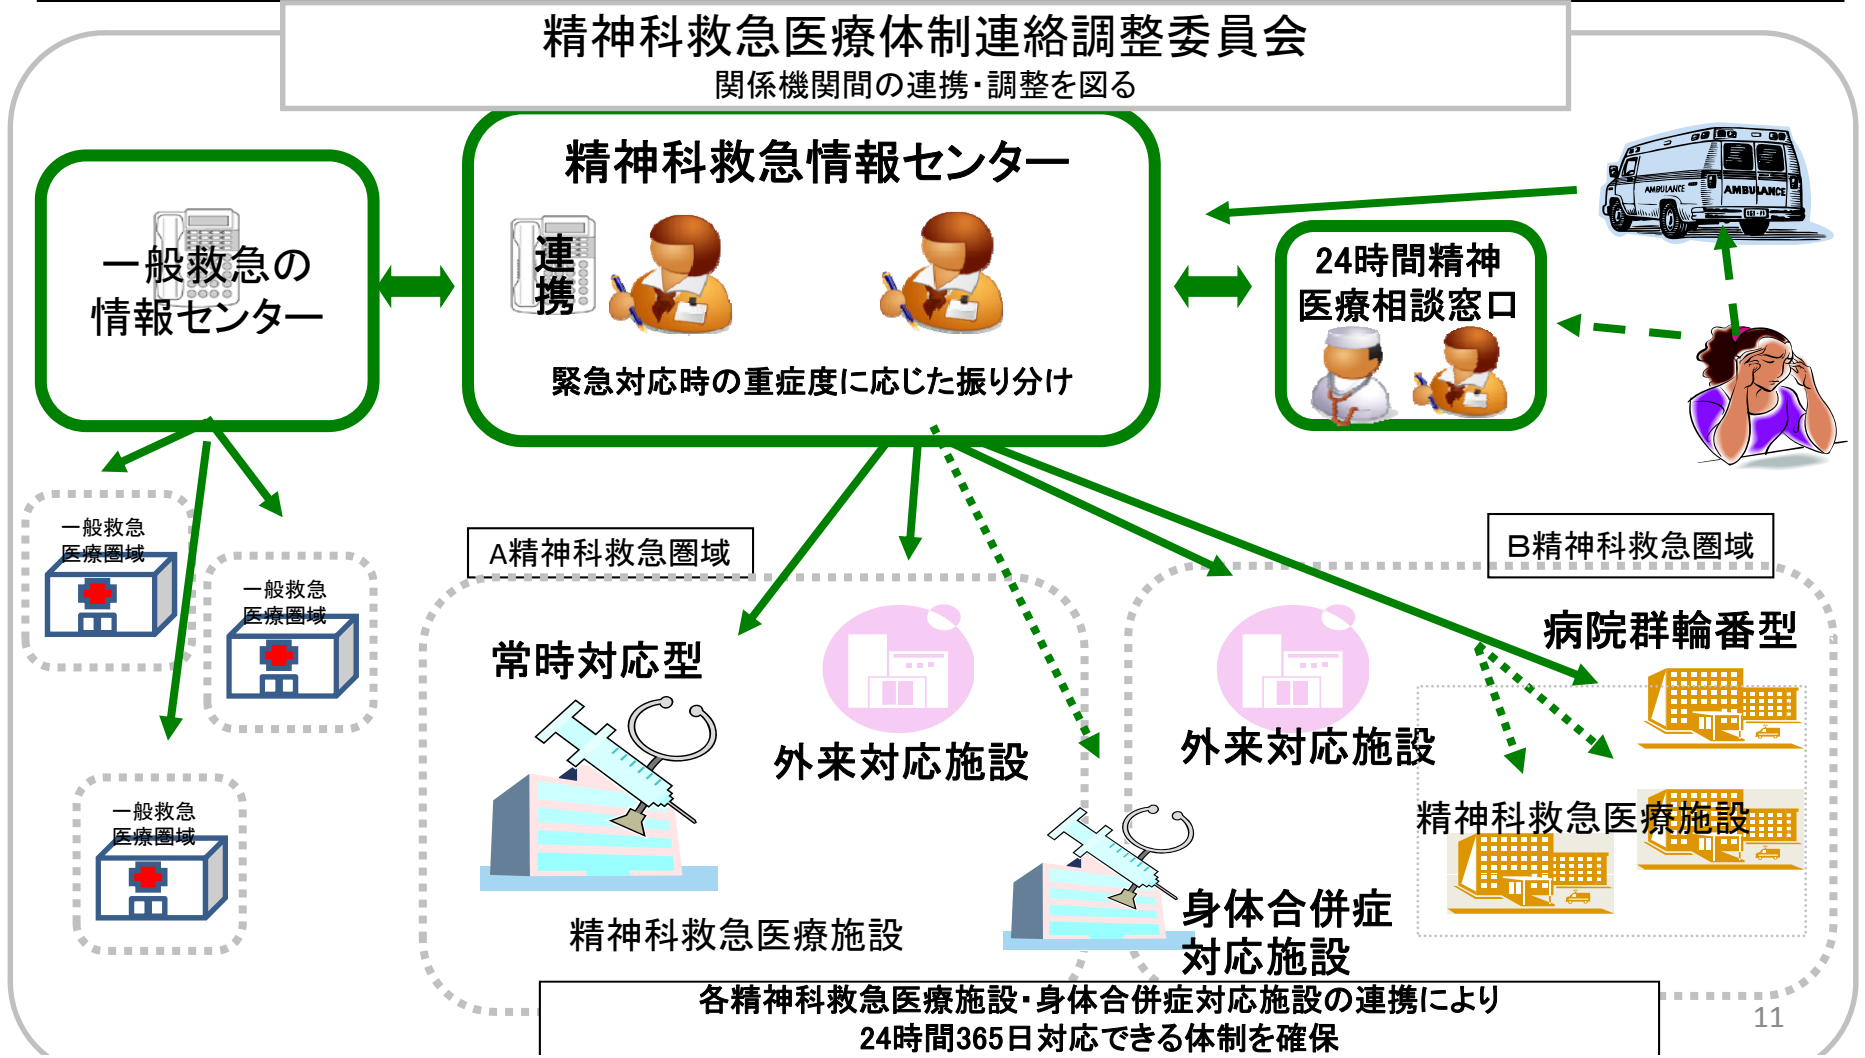 精神科救急医療体制連絡調整委員会
関係機関間の連携・調整を図る
精神科救急情報センター
一般救急の
情報センター
連
携
緊急対応時の重症度に応じた振り分け
24時間精神
医療相談窓口
AMBULANCE
AMBULANCE
一般救急
医療圏域
一般救急
医療圏域
一般救急
医療圏域
A精神科救急圏域
常時対応型
外来対応施設
精神科救急医療施設
B精神科救急圏域
外来対応施設
病院群輪番型
精神科救急医療施設
身体合併症
対応施設
各精神科救急医療施設・身体合併症対応施設の連携により
24時間365日対応できる体制を確保
11